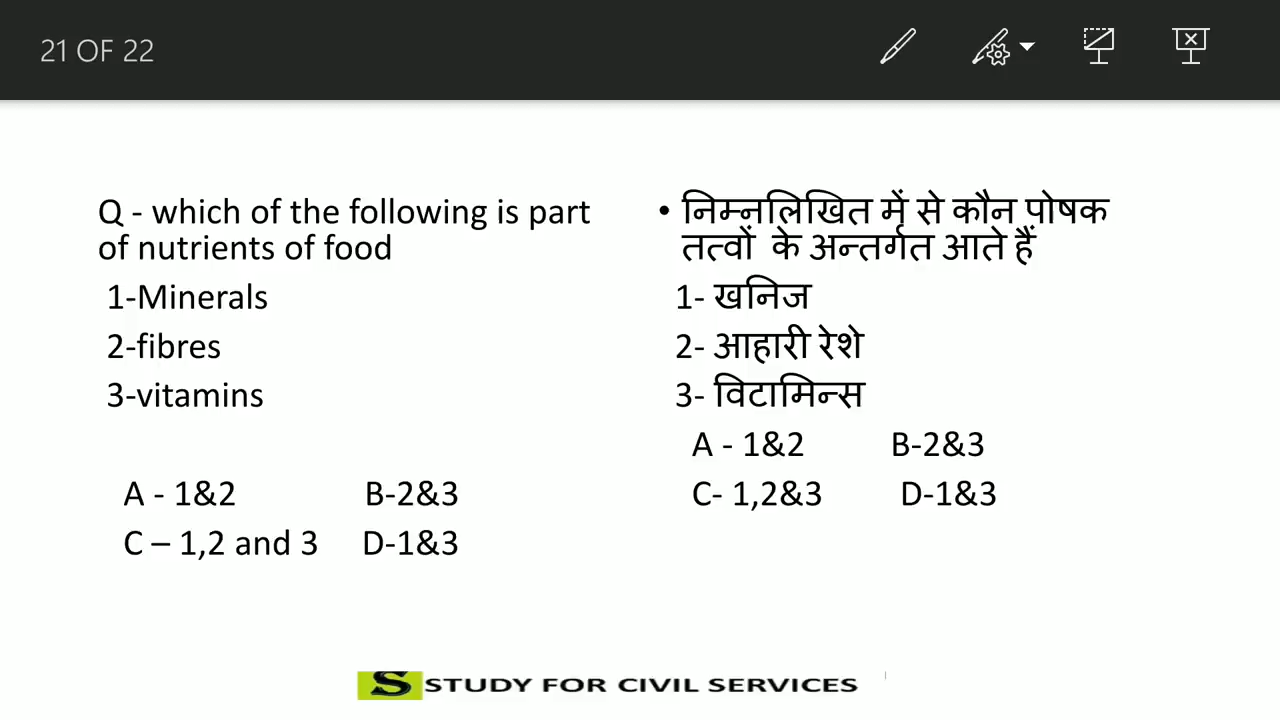 21 OF 22
Q - which of the following is part
of nutrients of food
1-Minerals
2-fibres
3-vitamins
A - 1&2 B-2&3
C – 1,2 and 3 D-1&3
• निम्नलिखित में से कौन पोषक
तत्वों के अन्तर्गत आते हैं
1- खनिज
2- आहारी रेशे
3- विटामिन्स
A - 1&2 B-2&3
C- 1,2&3 D-1&3
S STUDY FOR CIVIL SERVICES